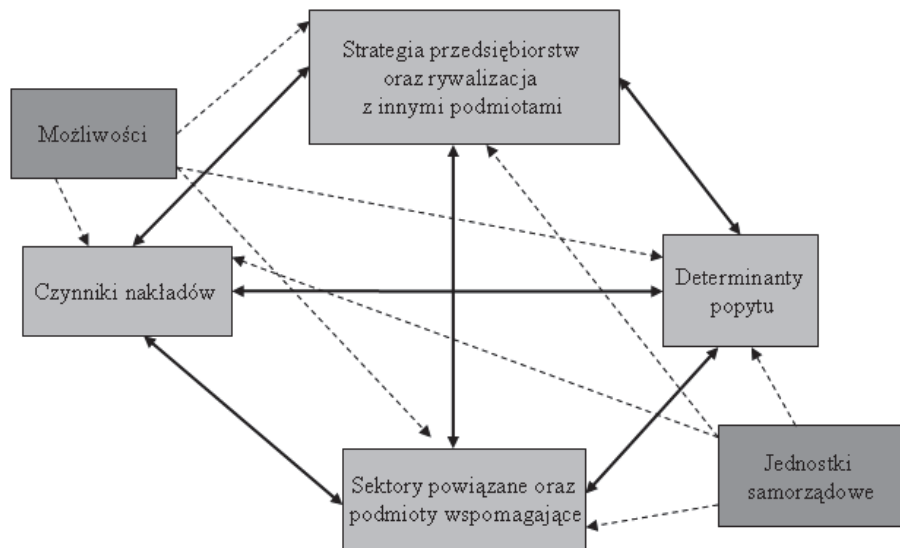 Strategia przedsiębiorstw
oraz rywalizacja
z innymi podmiotami
Możliwości
Czynniki nakładów
Determinanty
popytu
Sektory powiązane oraz
podmioty wspomagające
Jednostki
samorządowe